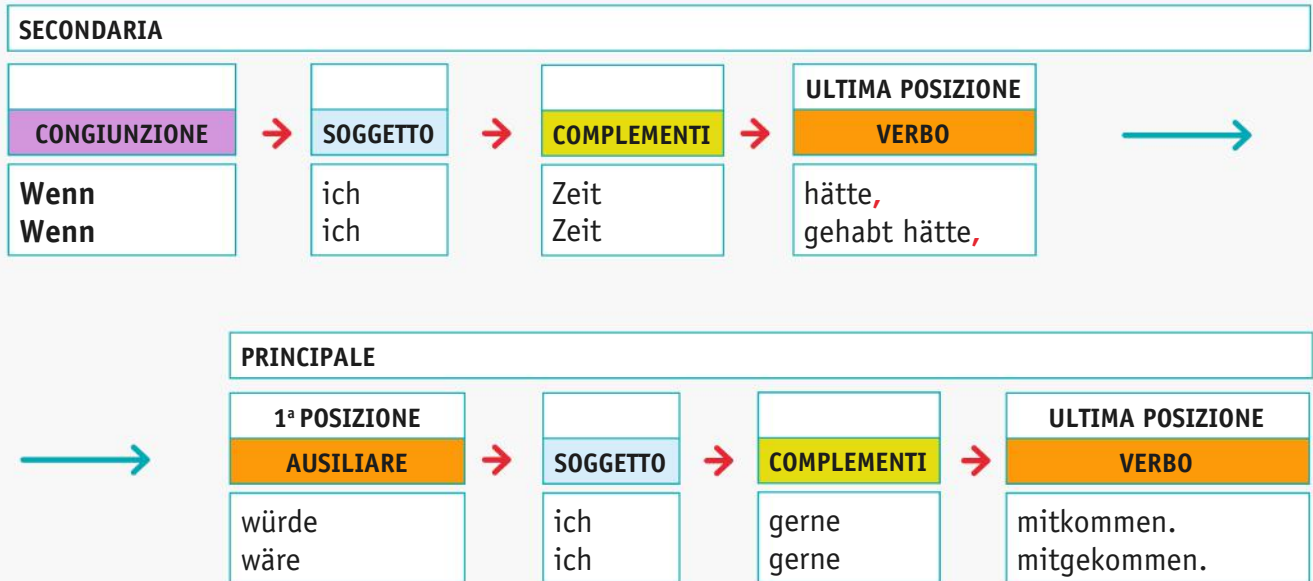 SECONDARIA
ULTIMA POSIZIONE
CONGIUNZIONE → SOGGETTO → COMPLEMENTI → VERBO →
Wenn ich Zeit hätte,
Wenn ich Zeit gehabt hätte,
PRINCIPALE
1ª POSIZIONE ULTIMA POSIZIONE
→ AUSILIARE → SOGGETTO → COMPLEMENTI → VERBO
würde ich gerne mitkommen.
wäre ich gerne mitgekommen.